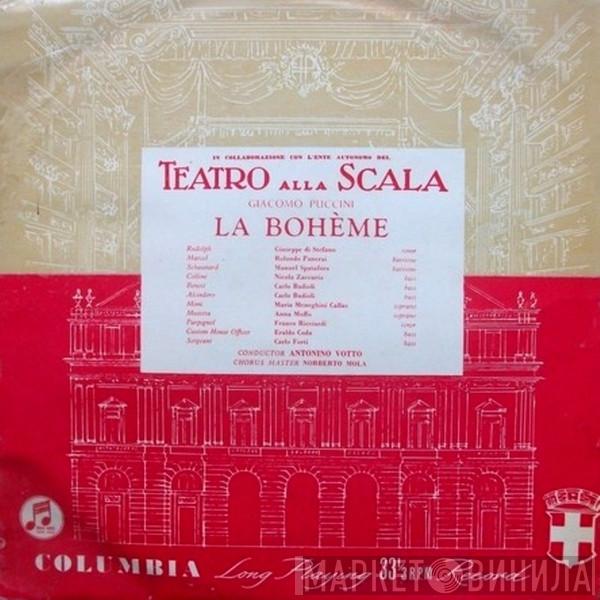 IN COLLABORAZIONE CON L'ENTE AUTONOMO DEL
TEATRO ALLA SCALA
GIACOMO PUCCINI
LA BOHÈME
Rudolph Giuseppe di Stefano tenor
Marcel Rolando Panerai baritone
Schaunard Manuel Spatafora baritone
Colline Nicola Zaccaria bass
Benoit Carlo Badioli bass
Alcindoro Carlo Badioli bass
Mimi Maria Meneghini Callas soprano
Musetta Anna Moffo soprano
Parpignol Franco Ricciardi tenor
Custom House Officer Eraldo Coda bass
Sergeant Carlo Forti bass
CONDUCTOR ANTONINO VOTTO
CHORUS MASTER NORBERTO MOLA
COLUMBIA Long Playing 33⅓ RPM Record
МАРКЕТ ВИНИЛА